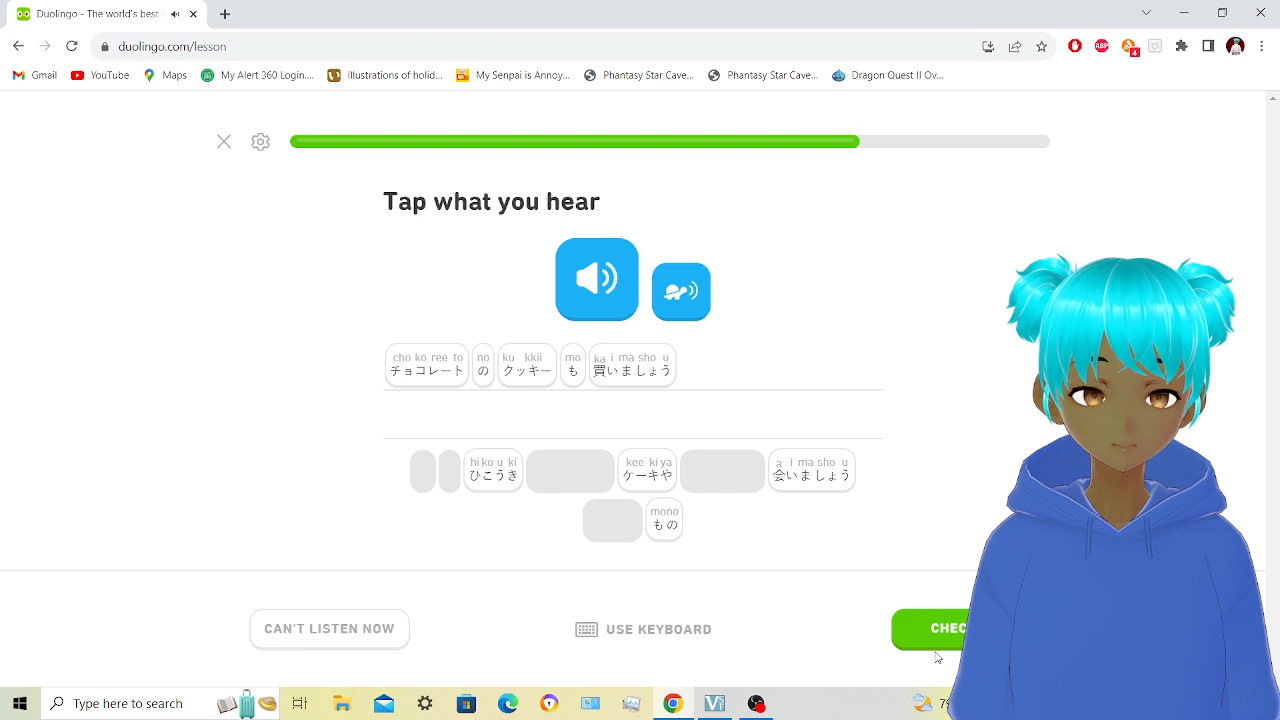 Duolingo - The world's best
duolingo.com/lesson
4
Gmail YouTube Maps My Alert 360 Login.... Illustrations of holid... My Senpai is Annoy... Phantasy Star Cave... Phantasy Star Cave... Dragon Quest II Ov...
ABP
Tap what you hear
cho ko ree to no ku kkii mo ka i ma sho u
チョコレート の クッキー も 買いましょう
hi ko u ki kee ki ya a i ma sho u
ひこうき ケーキや 会いましょう
mono
もの
CAN'T LISTEN NOW USE KEYBOARD CHEC
Type here to search